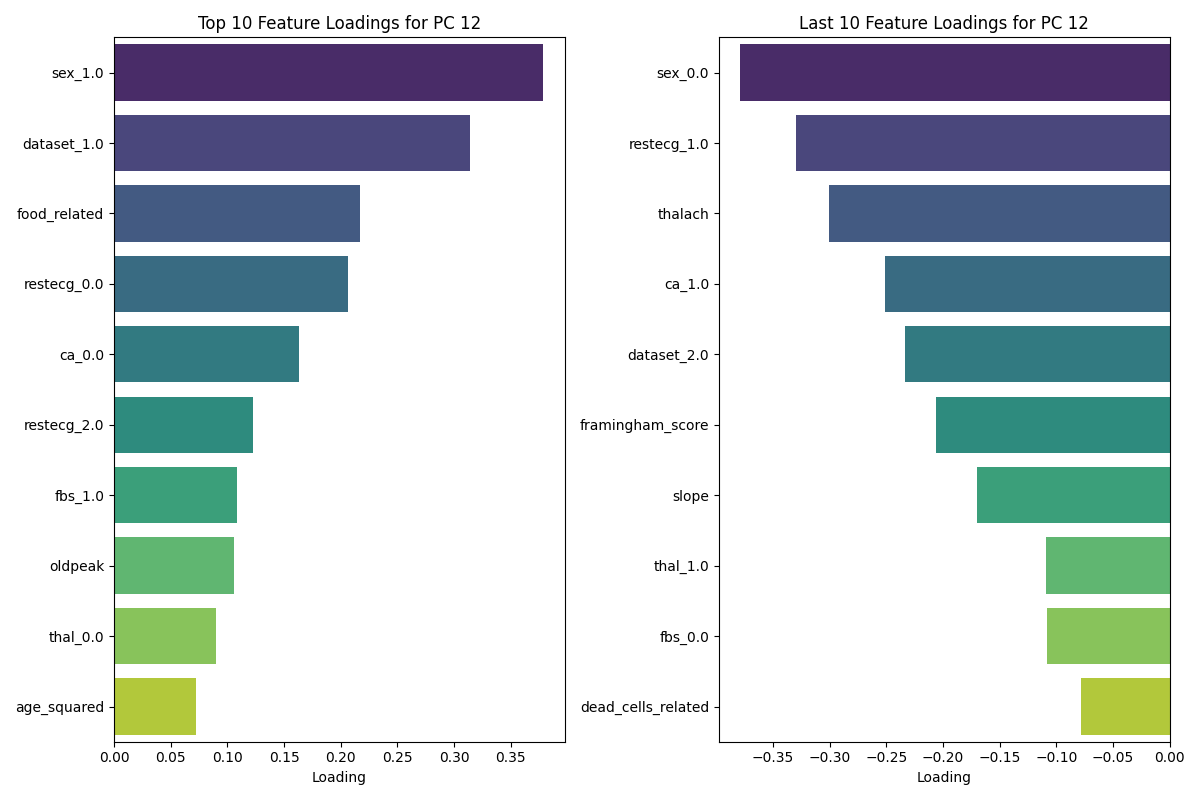 Top 10 Feature Loadings for PC 12
sex_1.0
dataset_1.0
food_related
restecg_0.0
ca_0.0
restecg_2.0
fbs_1.0
oldpeak
thal_0.0
age_squared
0.00 0.05 0.10 0.15 0.20 0.25 0.30 0.35
Loading
Last 10 Feature Loadings for PC 12
sex_0.0
restecg_1.0
thalach
ca_1.0
dataset_2.0
framingham_score
slope
thal_1.0
fbs_0.0
dead_cells_related
−0.35 −0.30 −0.25 −0.20 −0.15 −0.10 −0.05 0.00
Loading